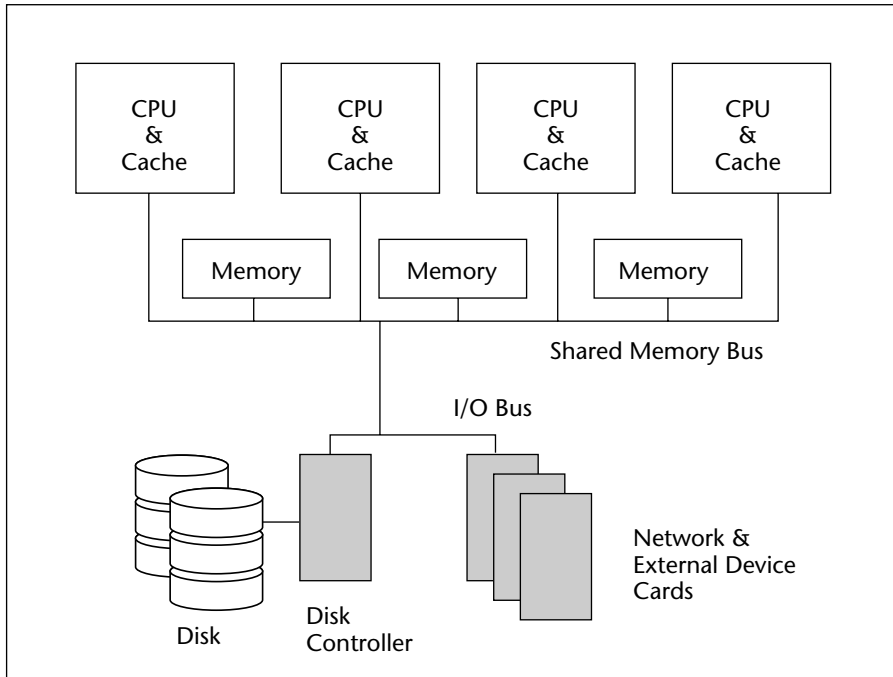 CPU
&
Cache
CPU
&
Cache
CPU
&
Cache
CPU
&
Cache
Memory
Memory
Memory
Shared Memory Bus
I/O Bus
Disk
Disk
Controller
Network &
External Device
Cards